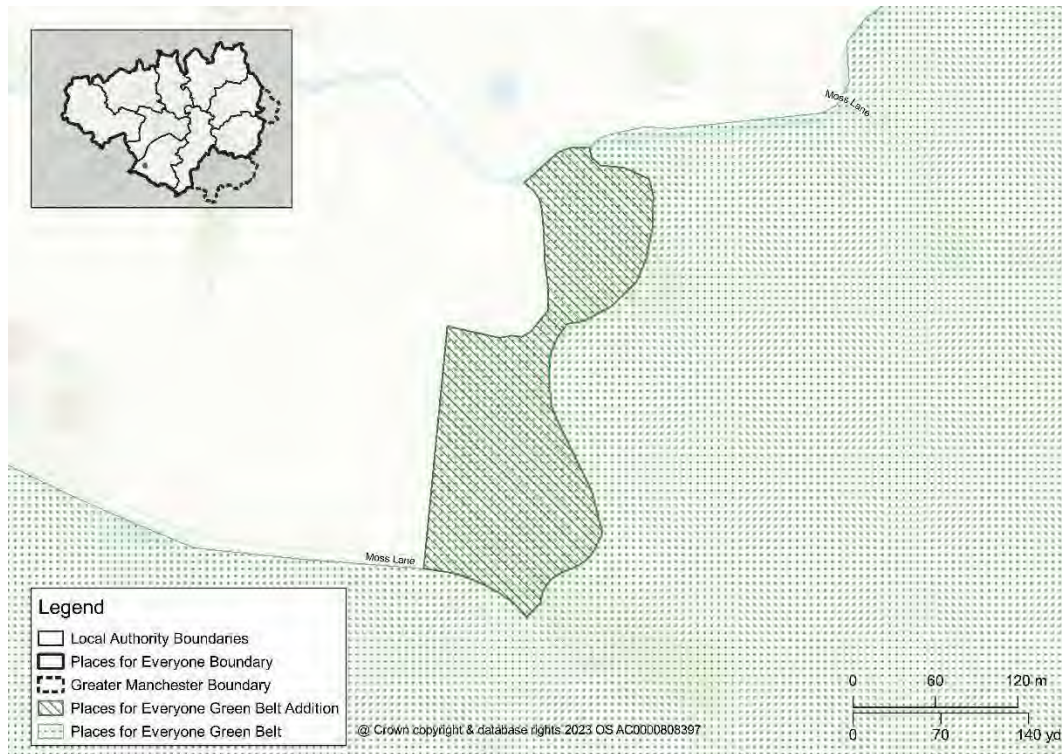 Moss Lane
Moss Lane
Legend
Local Authority Boundaries
Places for Everyone Boundary
Greater Manchester Boundary
Places for Everyone Green Belt Addition
Places for Everyone Green Belt
@ Crown copyright & database rights 2023 OS AC0000808397
0 60 120 m
0 70 140 yd